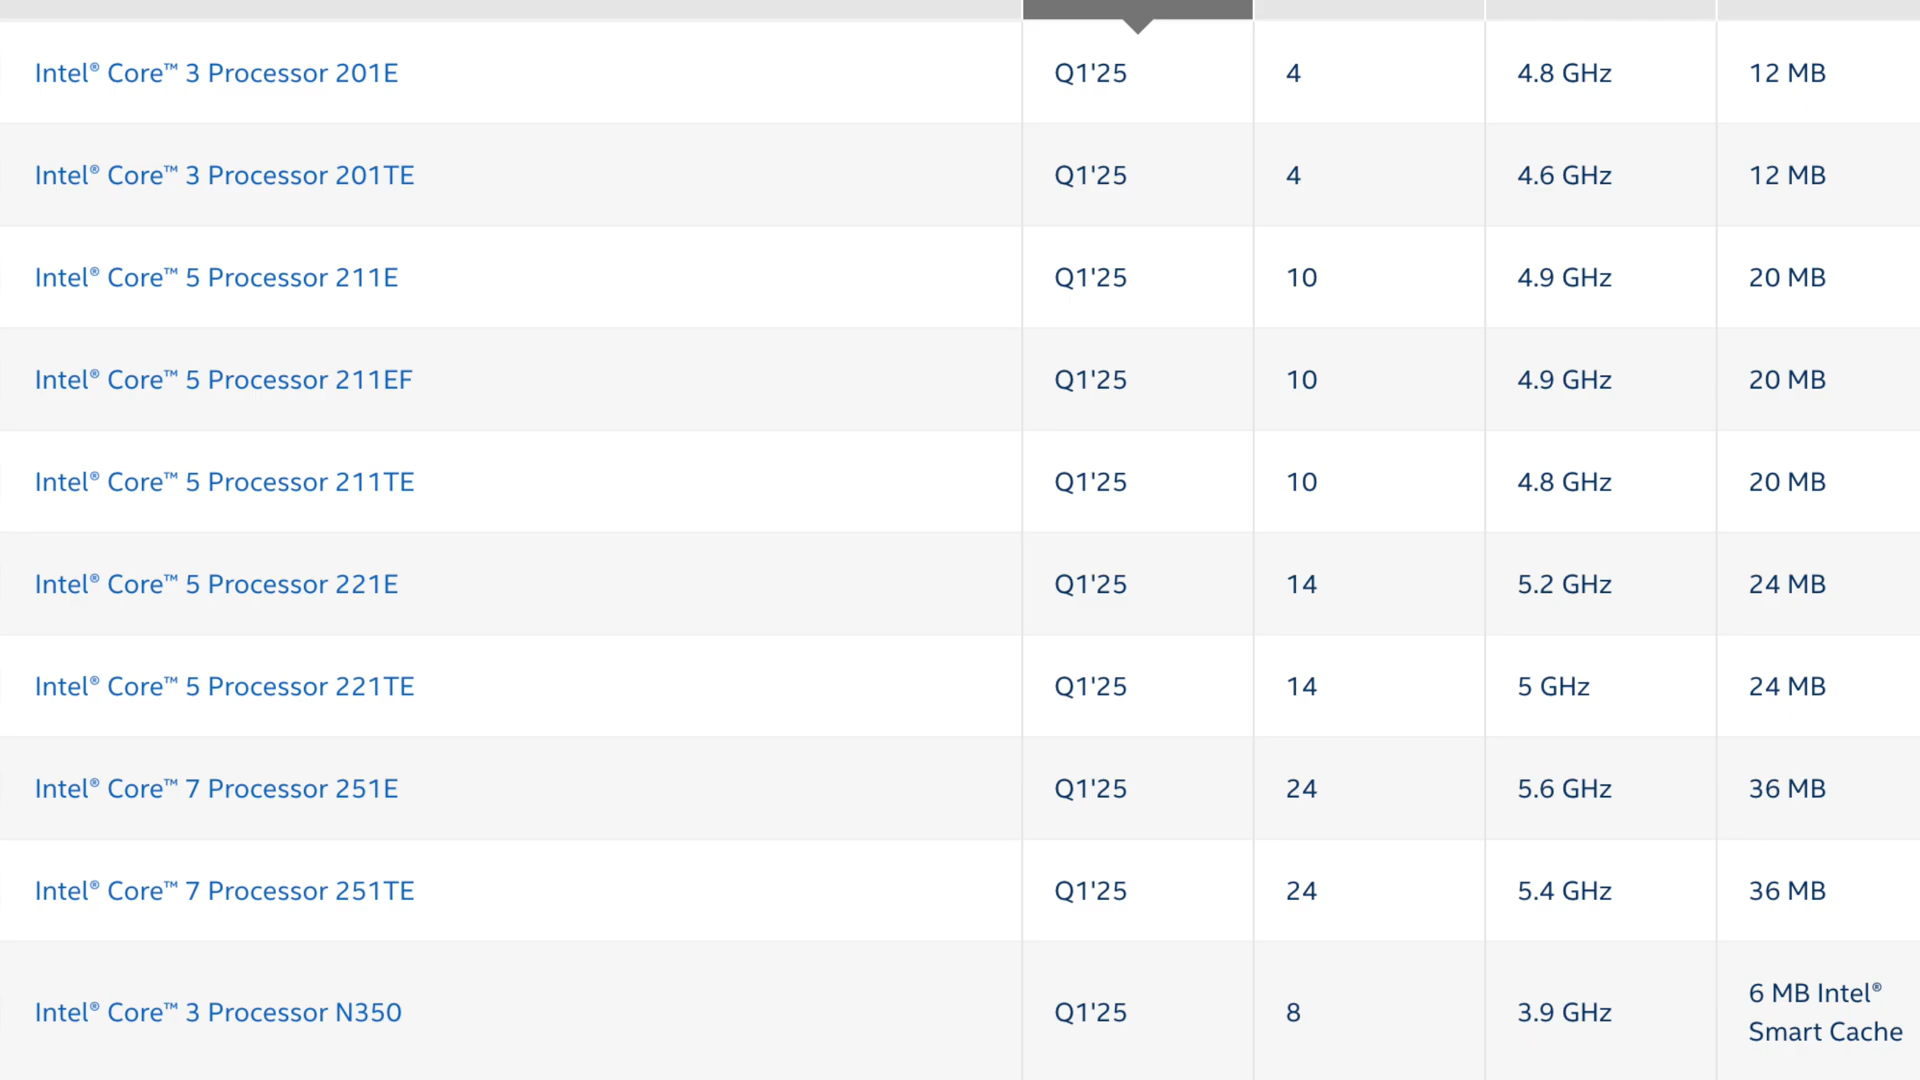 Intel® Core™ 3 Processor 201E Q1'25 4 4.8 GHz 12 MB
Intel® Core™ 3 Processor 201TE Q1'25 4 4.6 GHz 12 MB
Intel® Core™ 5 Processor 211E Q1'25 10 4.9 GHz 20 MB
Intel® Core™ 5 Processor 211EF Q1'25 10 4.9 GHz 20 MB
Intel® Core™ 5 Processor 211TE Q1'25 10 4.8 GHz 20 MB
Intel® Core™ 5 Processor 221E Q1'25 14 5.2 GHz 24 MB
Intel® Core™ 5 Processor 221TE Q1'25 14 5 GHz 24 MB
Intel® Core™ 7 Processor 251E Q1'25 24 5.6 GHz 36 MB
Intel® Core™ 7 Processor 251TE Q1'25 24 5.4 GHz 36 MB
Intel® Core™ 3 Processor N350 Q1'25 8 3.9 GHz 6 MB Intel®
Smart Cache